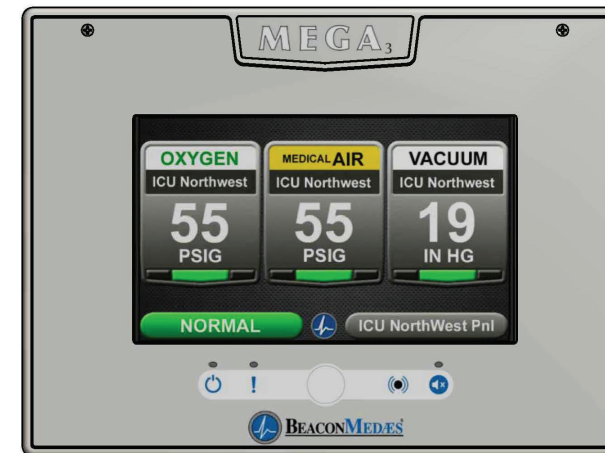 MEGA3
OXYGEN
ICU Northwest
55
PSIG
MEDICAL AIR
ICU Northwest
55
PSIG
VACUUM
ICU Northwest
19
IN HG
NORMAL
ICU NorthWest Pnl
!
BEACONMEDÆS